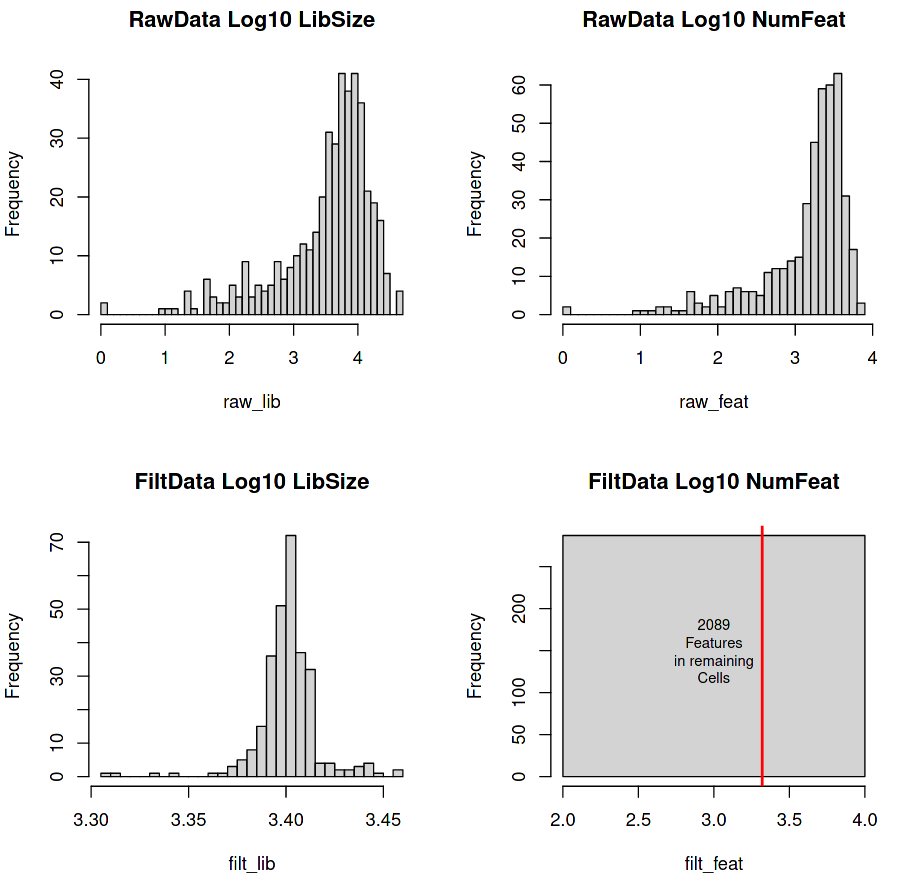 RawData Log10 LibSize
Frequency
0 10 20 30 40
0 1 2 3 4
raw_lib
RawData Log10 NumFeat
Frequency
0 10 20 30 40 50 60
0 1 2 3 4
raw_feat
FiltData Log10 LibSize
Frequency
0 10 30 50 70
3.30 3.35 3.40 3.45
filt_lib
FiltData Log10 NumFeat
Frequency
0 50 100 200
2089
Features
in remaining
Cells
2.0 2.5 3.0 3.5 4.0
filt_feat